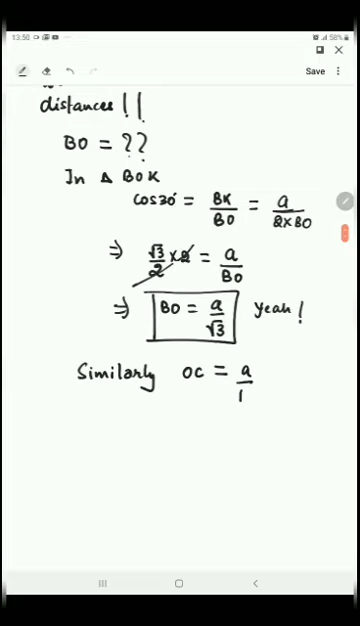 13:50
58%
Save
distances !!
BO = ??
In Δ BOK
cos30° = BK/BO = a/2×BO
⇒ √3/2 × 2 = a/BO
⇒ BO = a/√3 Yeah!
Similarly OC = a/